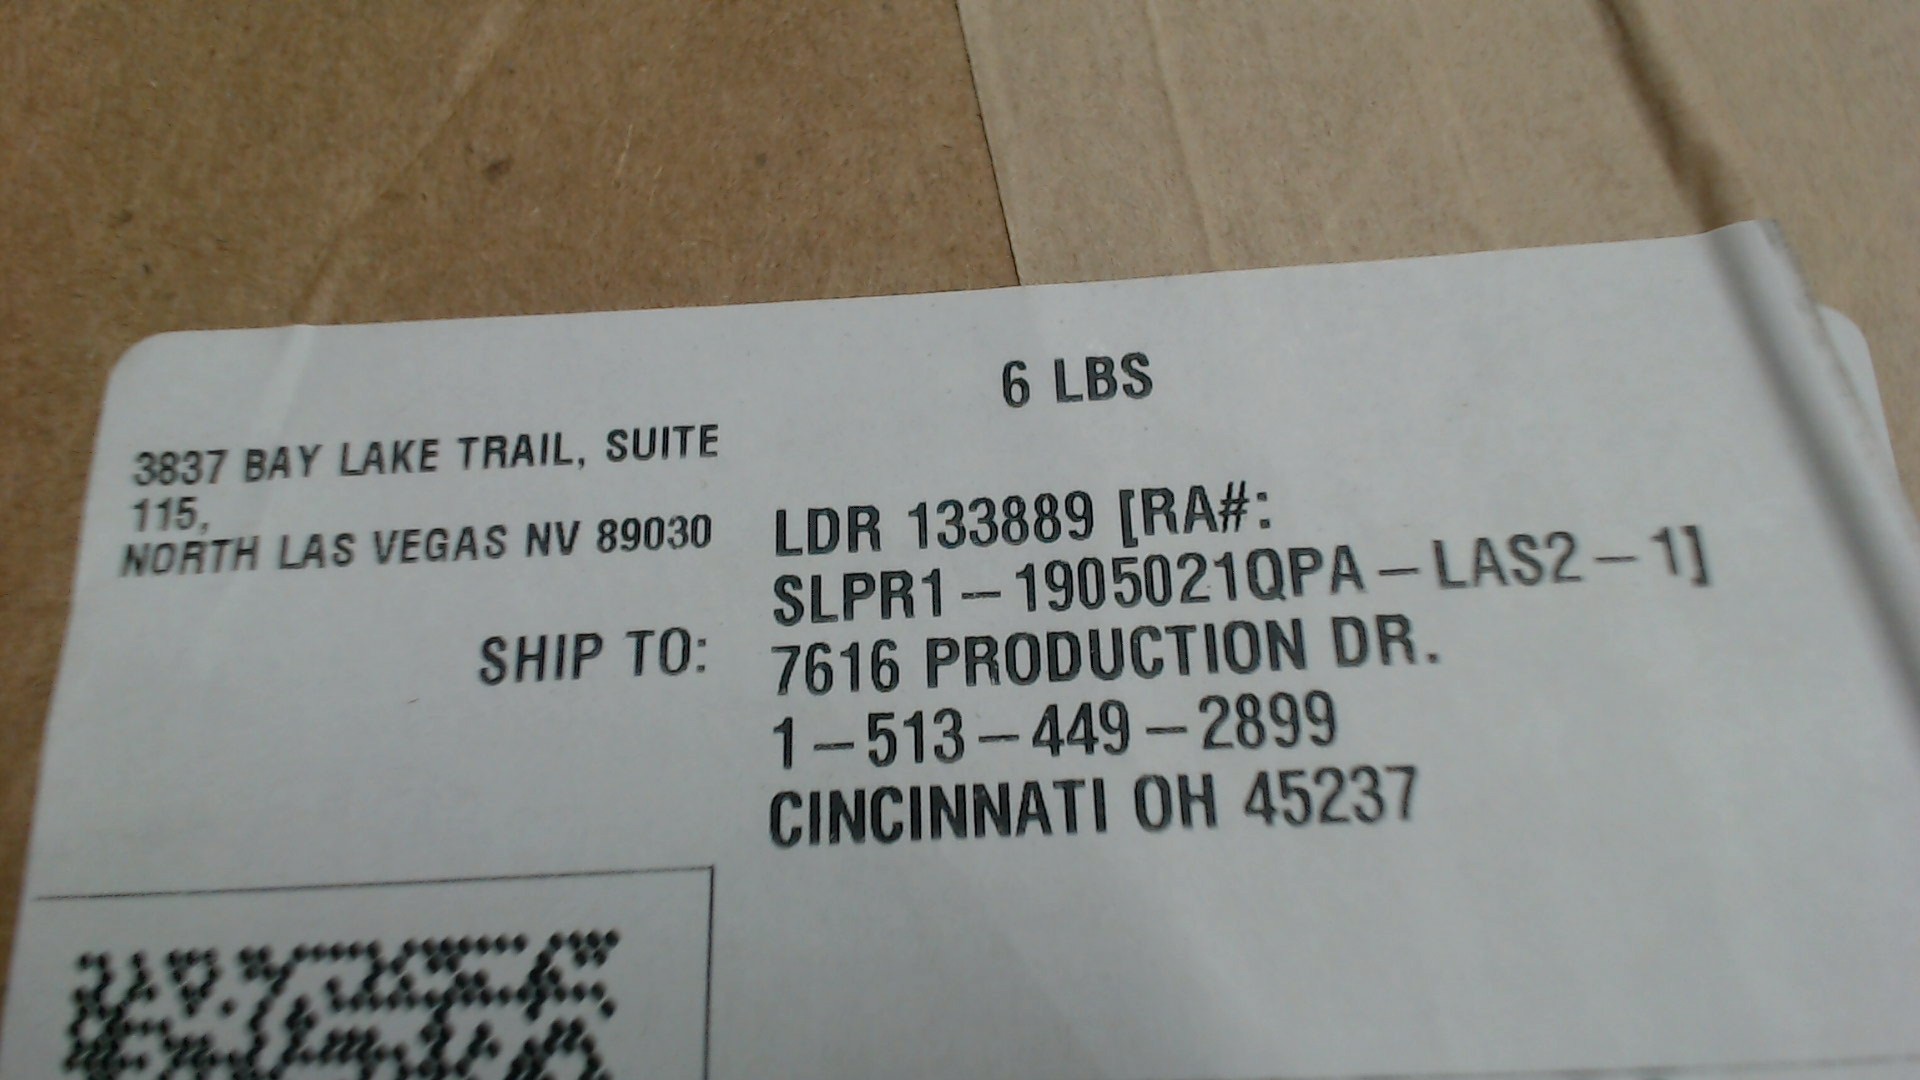 6 LBS
3837 BAY LAKE TRAIL, SUITE
115,
NORTH LAS VEGAS NV 89030
SHIP TO:
LDR 133889 [RA#:
SLPR1-1905021QPA-LAS2-1]
7616 PRODUCTION DR.
1-513-449-2899
CINCINNATI OH 45237